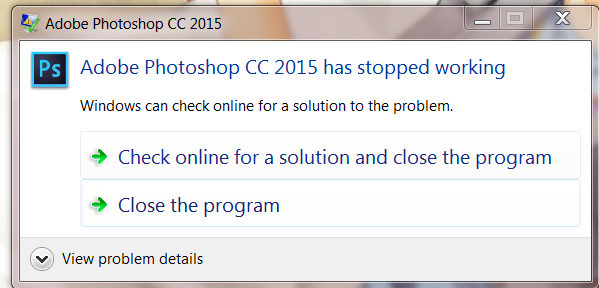 Adobe Photoshop CC 2015
Ps
Adobe Photoshop CC 2015 has stopped working
Windows can check online for a solution to the problem.
Check online for a solution and close the program
Close the program
View problem details